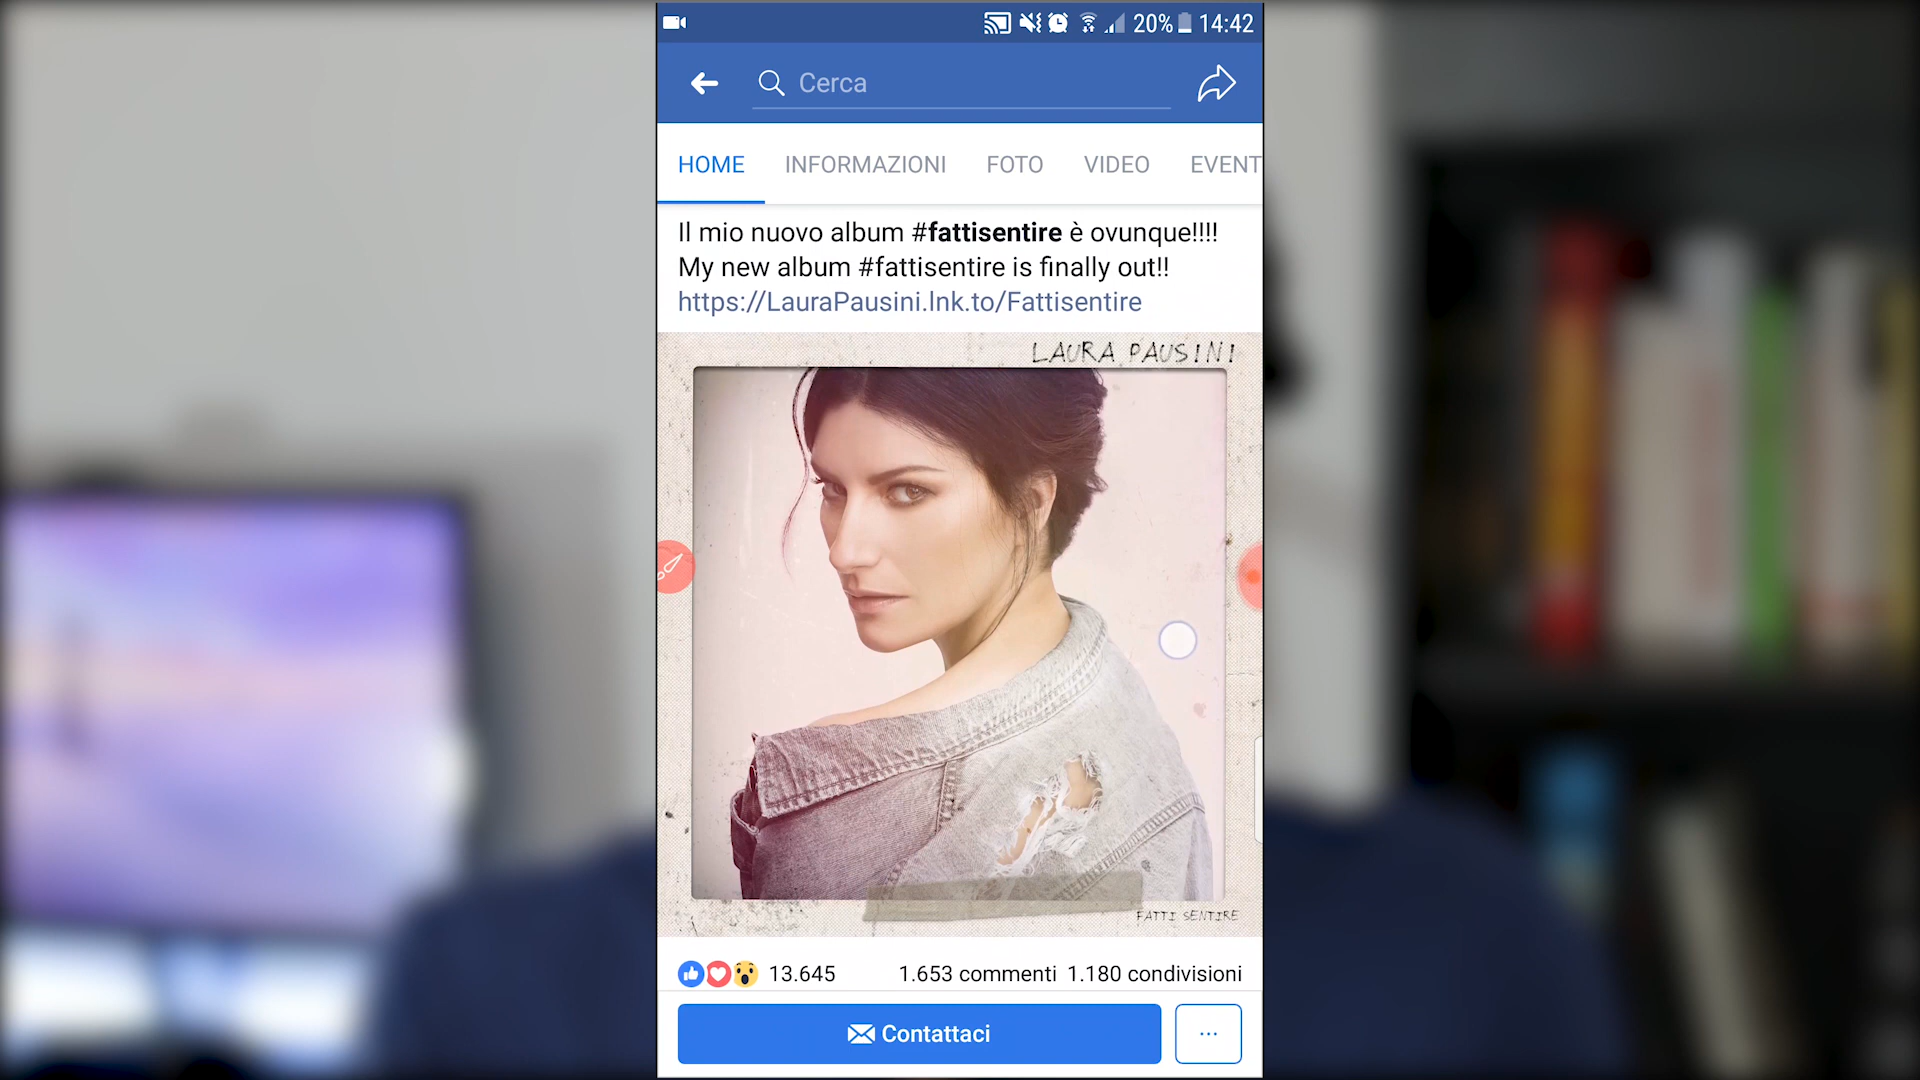 20% 14:42
Cerca
HOME INFORMAZIONI FOTO VIDEO EVENT
Il mio nuovo album #fattisentire è ovunque!!!!
My new album #fattisentire is finally out!!
https://LauraPausini.lnk.to/Fattisentire
LAURA PAUSINI
FATTI SENTIRE
13.645 1.653 commenti 1.180 condivisioni
Contattaci